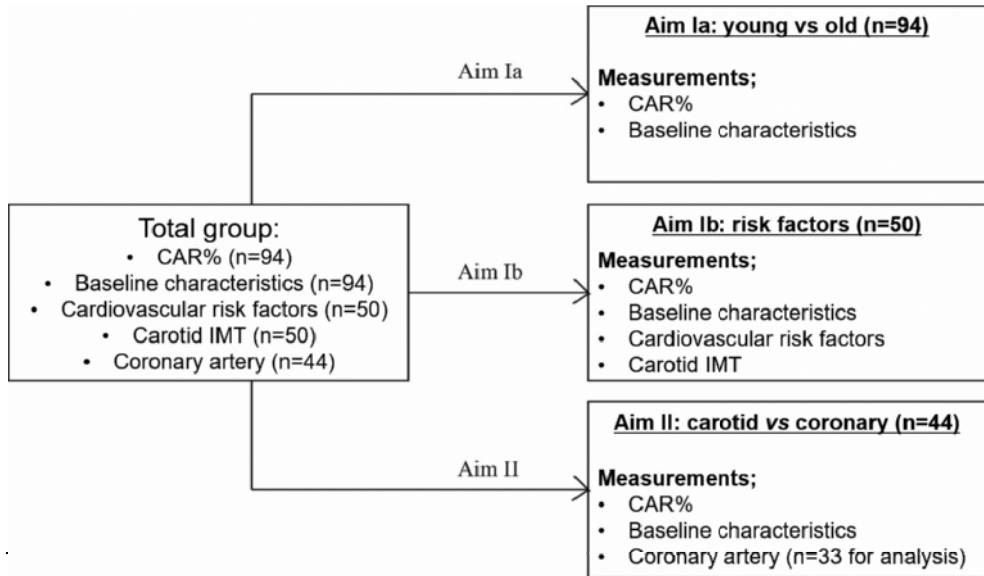 Total group:
• CAR% (n=94)
• Baseline characteristics (n=94)
• Cardiovascular risk factors (n=50)
• Carotid IMT (n=50)
• Coronary artery (n=44)
Aim Ia
Aim Ia: young vs old (n=94)
Measurements;
• CAR%
• Baseline characteristics
Aim Ib
Aim Ib: risk factors (n=50)
Measurements;
• CAR%
• Baseline characteristics
• Cardiovascular risk factors
• Carotid IMT
Aim II
Aim II: carotid vs coronary (n=44)
Measurements;
• CAR%
• Baseline characteristics
• Coronary artery (n=33 for analysis)